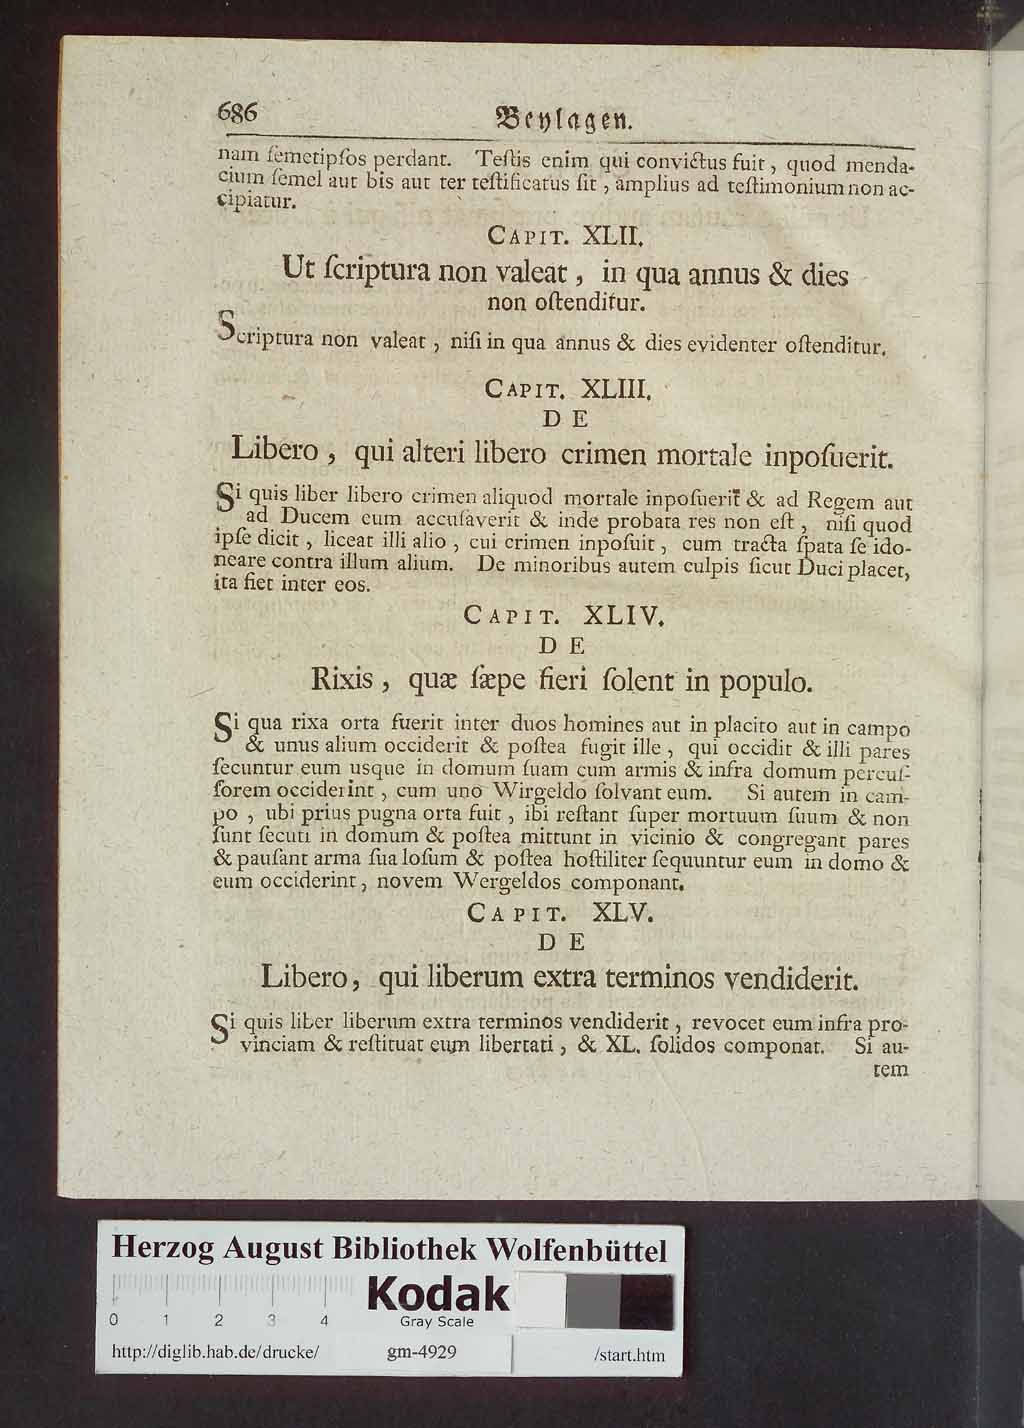 686 Beylagen.
nam ſemetipſos perdant. Teſtis enim qui convictus fuit, quod menda-
cium ſemel aut bis aut ter teſtificatus ſit, amplius ad teſtimonium non ac-
cipiatur.
CAPIT. XLII.
Ut ſcriptura non valeat, in qua annus & dies
non oſtenditur.
Scriptura non valeat, niſi in qua annus & dies evidenter oſtenditur.
CAPIT. XLIII.
DE
Libero, qui alteri libero crimen mortale inpoſuerit.
Si quis liber libero crimen aliquod mortale inpoſuerit & ad Regem aut
ad Ducem eum accuſaverit & inde probata res non eſt, niſi quod
ipſe dicit, liceat illi alio, cui crimen inpoſuit, cum tracta ſpata ſe ido-
neare contra illum alium. De minoribus autem culpis ſicut Duci placet,
ita fiet inter eos.
CAPIT. XLIV.
DE
Rixis, quæ ſæpe fieri ſolent in populo.
Si qua rixa orta fuerit inter duos homines aut in placito aut in campo
& unus alium occiderit & poſtea fugit ille, qui occidit & illi pares
ſecuntur eum usque in domum ſuam cum armis & infra domum percuſ-
ſorem occiderint, cum uno Wirgeldo ſolvant eum. Si autem in cam-
po, ubi prius pugna orta fuit, ibi reſtant ſuper mortuum ſuum & non
ſunt ſecuti in domum & poſtea mittunt in vicinio & congregant pares
& pauſant arma ſua loſum & poſtea hoſtiliter ſequuntur eum in domo &
eum occiderint, novem Wergeldos componant.
CAPIT. XLV.
DE
Libero, qui liberum extra terminos vendiderit.
Si quis liber liberum extra terminos vendiderit, revocet eum infra pro-
vinciam & reſtituat eum libertati, & XL. ſolidos componat. Si au-
tem
Herzog August Bibliothek Wolfenbüttel
Kodak
Gray Scale
0 1 2 3 4
http://diglib.hab.de/drucke/ gm-4929 /start.htm